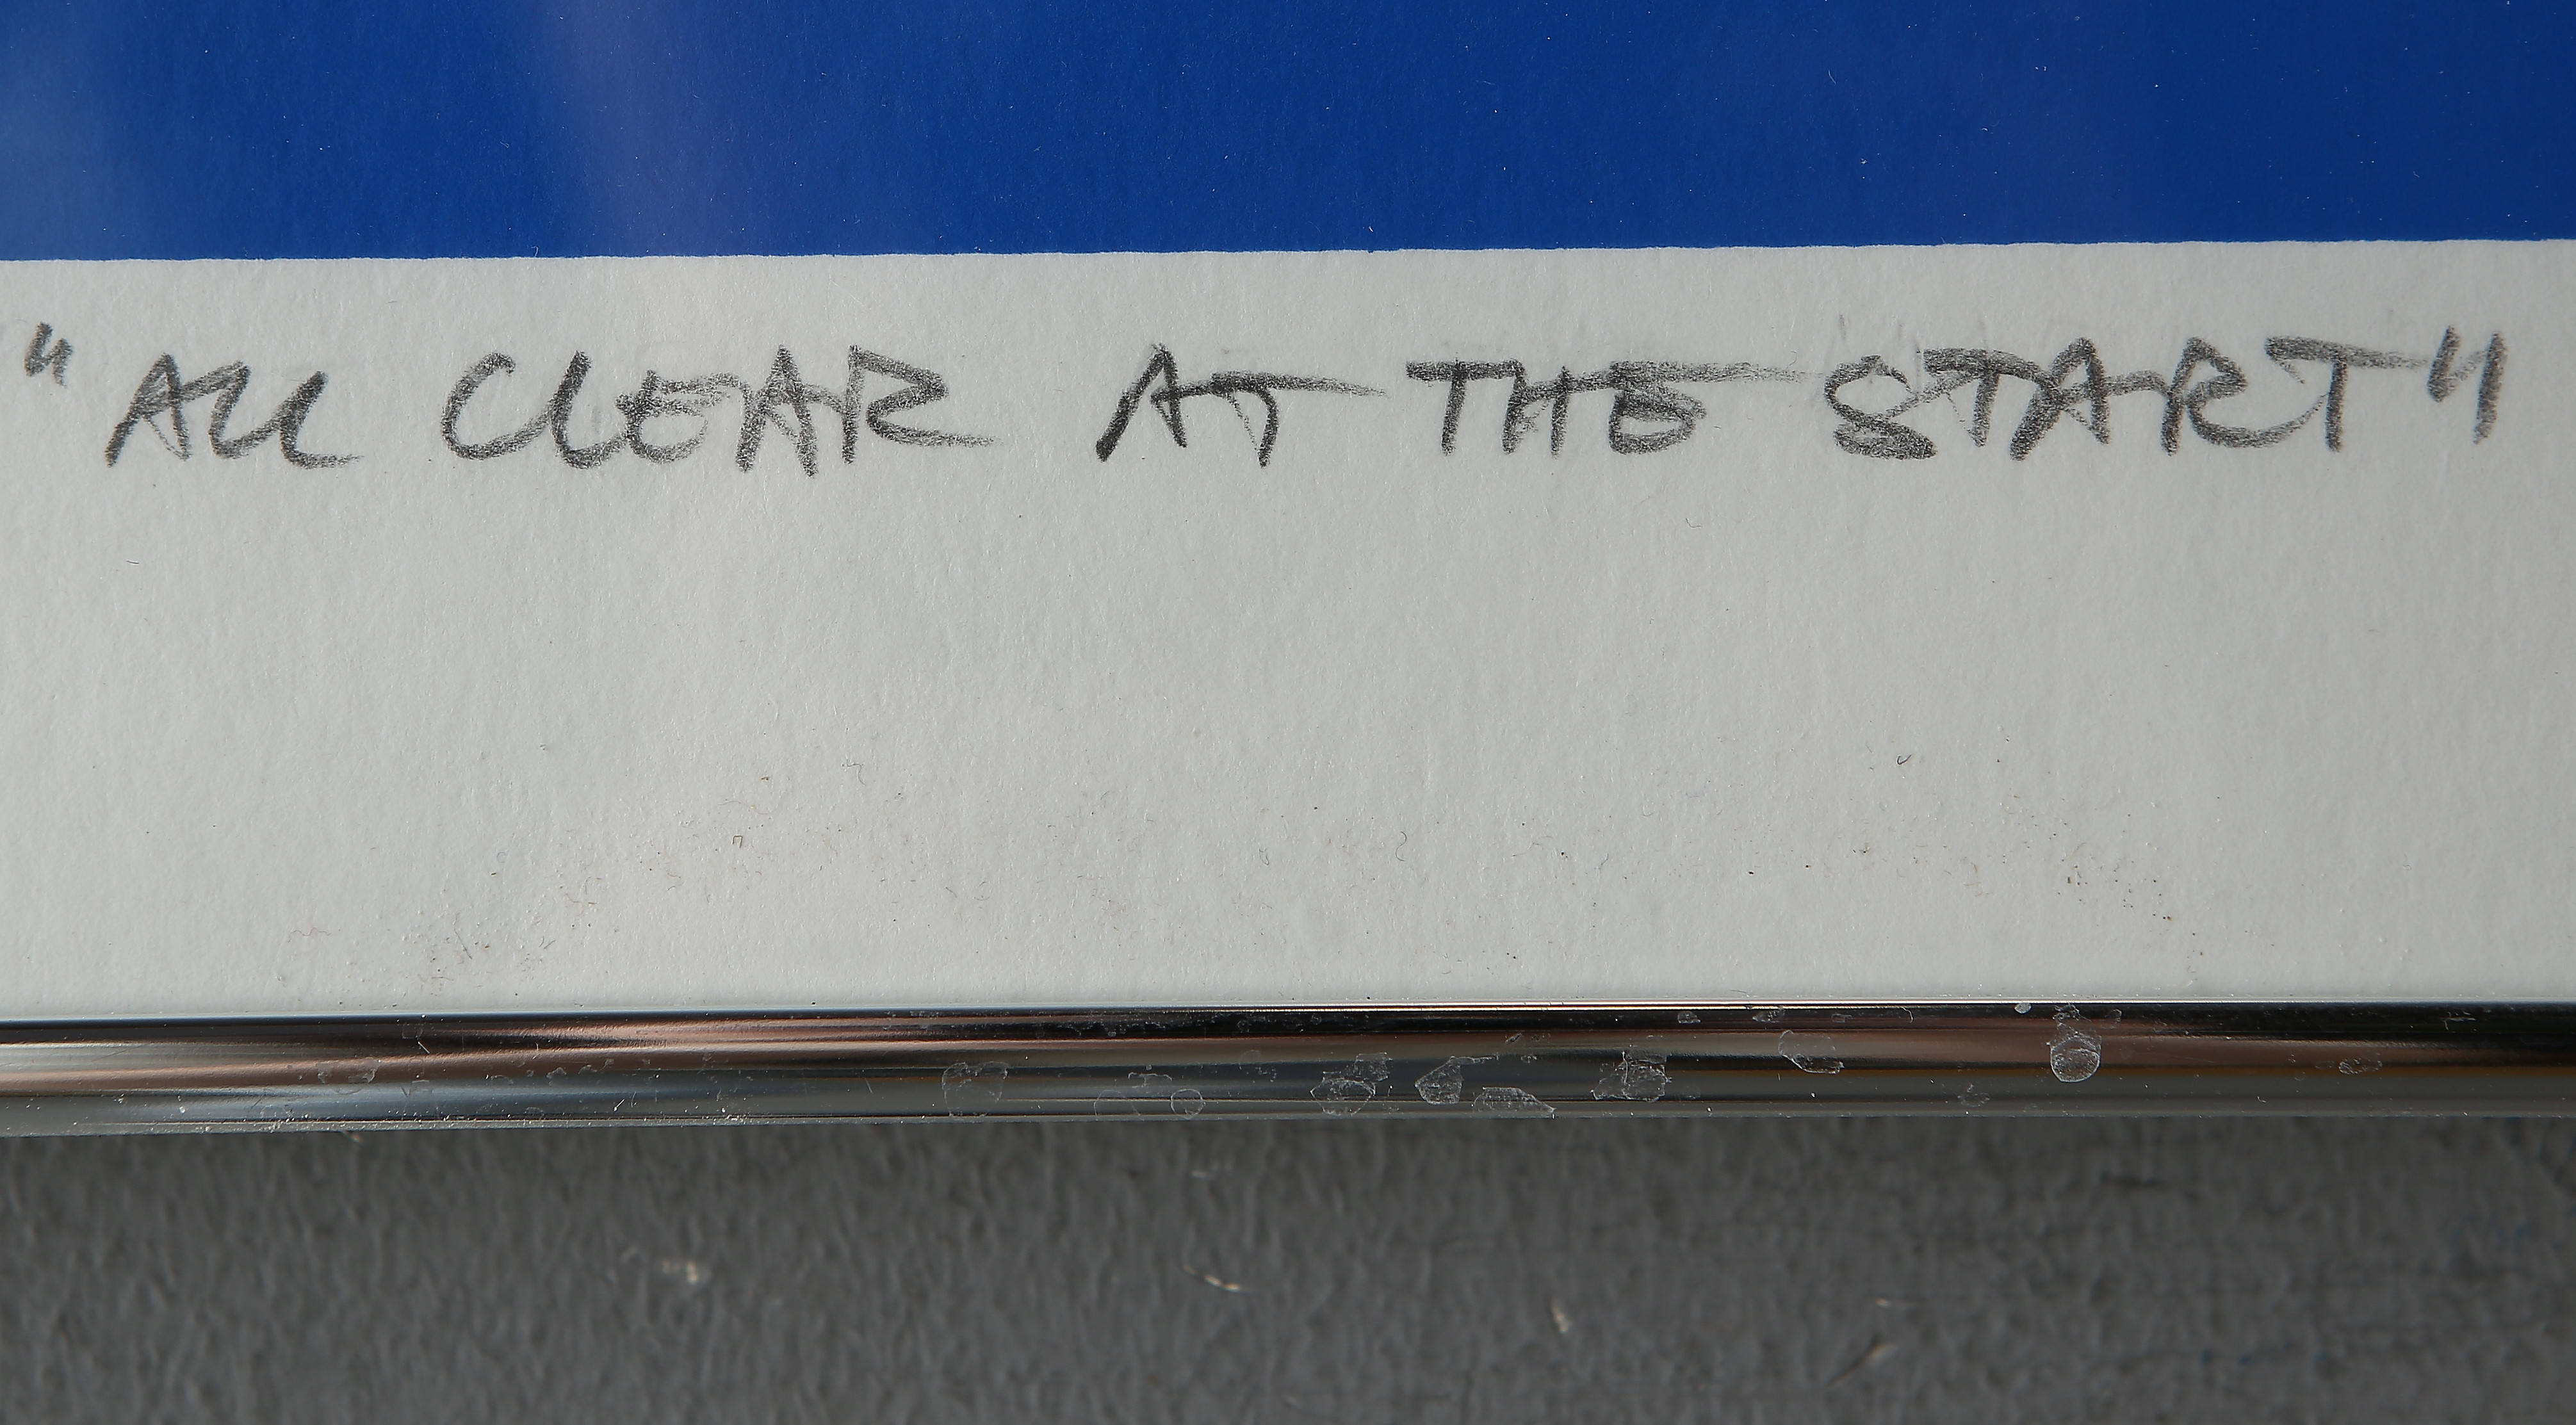 "ALL CLEAR AT THE START"